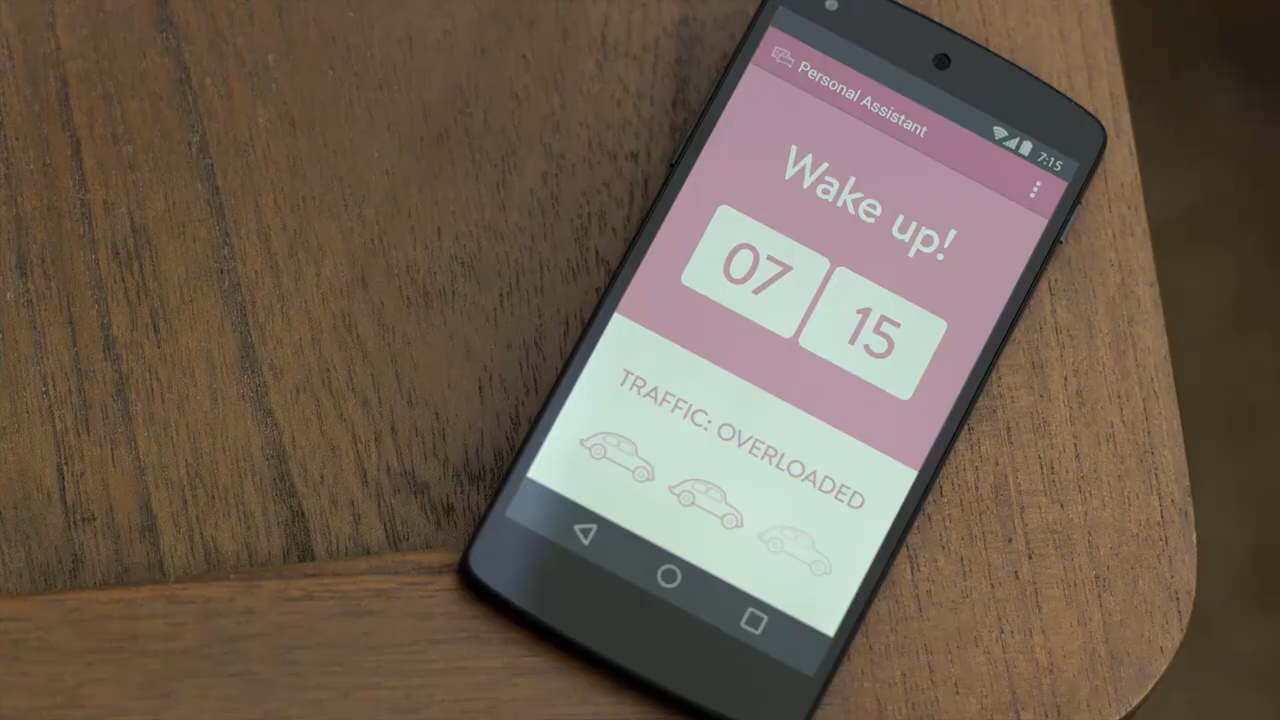 7:15
Personal Assistant
Wake up!
07 15
TRAFFIC: OVERLOADED